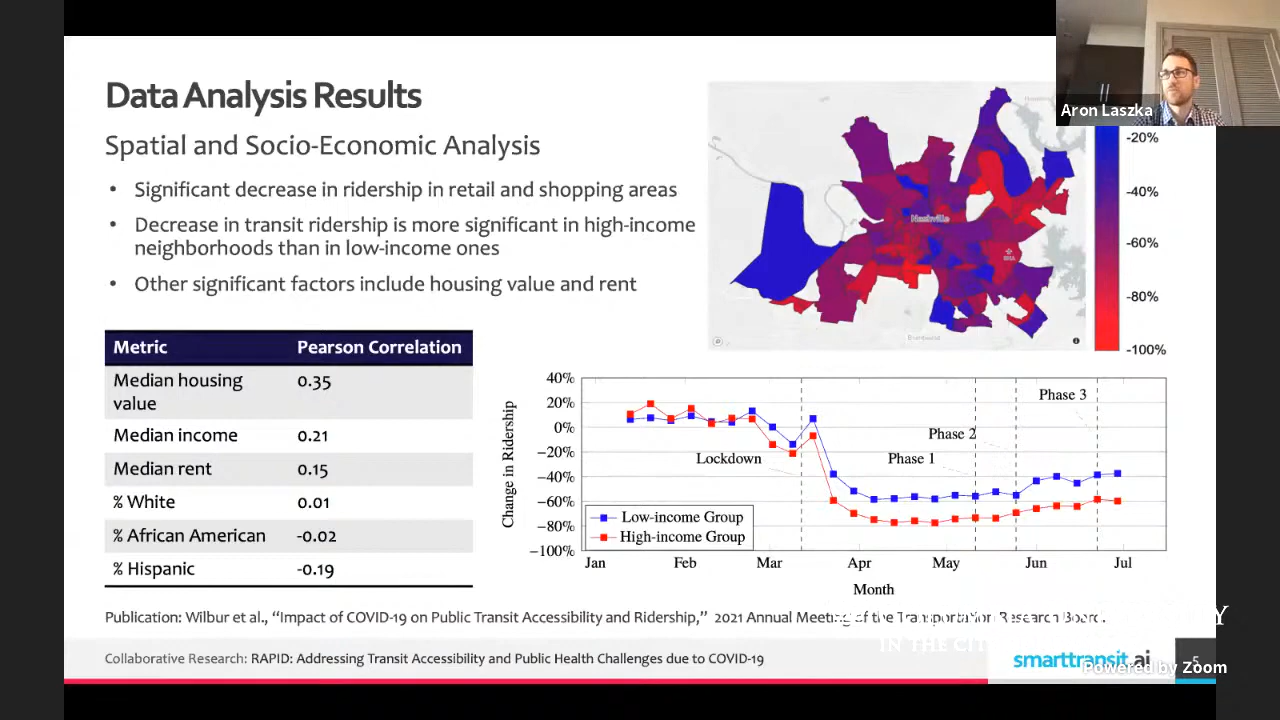 Data Analysis Results
Spatial and Socio-Economic Analysis
• Significant decrease in ridership in retail and shopping areas
• Decrease in transit ridership is more significant in high-income
neighborhoods than in low-income ones
• Other significant factors include housing value and rent
Metric Pearson Correlation
Median housing
value 0.35
Median income 0.21
Median rent 0.15
% White 0.01
% African American -0.02
% Hispanic -0.19
Aron Laszka
Nashville
BNA
Brentwood
-20%
-40%
-60%
-80%
-100%
Change in Ridership
40%
20%
0%
−20%
−40%
−60%
−80%
−100%
Lockdown
Phase 1
Phase 2
Phase 3
Low-income Group
High-income Group
Jan Feb Mar Apr May Jun Jul
Month
Publication: Wilbur et al., “Impact of COVID-19 on Public Transit Accessibility and Ridership,” 2021 Annual Meeting of the Transportation Research Board.
IN THE CIT
Collaborative Research: RAPID: Addressing Transit Accessibility and Public Health Challenges due to COVID-19
smarttransit.ai
5
Powered by Zoom